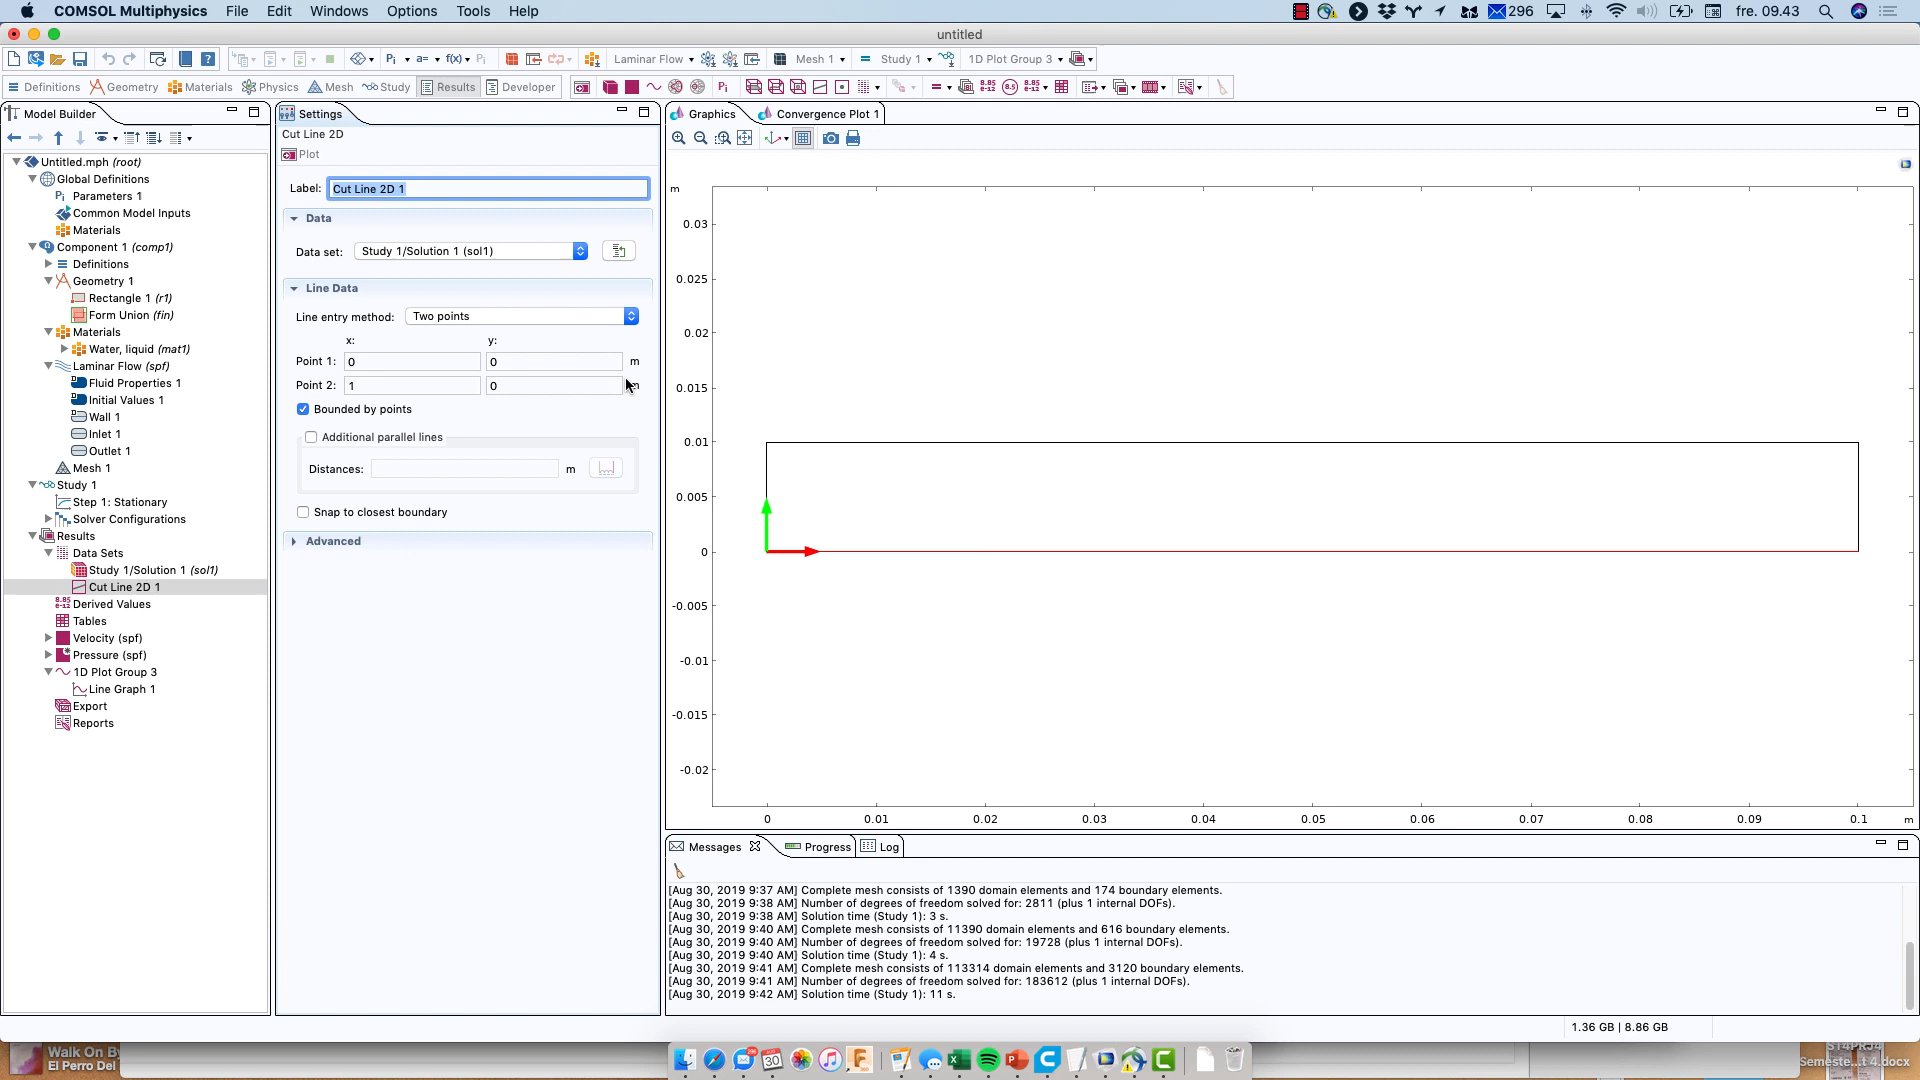 COMSOL Multiphysics File Edit Windows Options Tools Help 296 fre. 09.43
untitled
Laminar Flow Mesh 1 Study 1 1D Plot Group 3
Definitions Geometry Materials Physics Mesh Study Results Developer
Model Builder
Untitled.mph (root)
Global Definitions
Parameters 1
Common Model Inputs
Materials
Component 1 (comp1)
Definitions
Geometry 1
Rectangle 1 (r1)
Form Union (fin)
Materials
Water, liquid (mat1)
Laminar Flow (spf)
Fluid Properties 1
Initial Values 1
Wall 1
Inlet 1
Outlet 1
Mesh 1
Study 1
Step 1: Stationary
Solver Configurations
Results
Data Sets
Study 1/Solution 1 (sol1)
Cut Line 2D 1
Derived Values
Tables
Velocity (spf)
Pressure (spf)
1D Plot Group 3
Line Graph 1
Export
Reports
Settings
Cut Line 2D
Plot
Label: Cut Line 2D 1
Data
Data set: Study 1/Solution 1 (sol1)
Line Data
Line entry method: Two points
x: y:
Point 1: 0 0 m
Point 2: 1 0
Bounded by points
Additional parallel lines
Distances: m
Snap to closest boundary
Advanced
Graphics Convergence Plot 1
m
0.03
0.025
0.02
0.015
0.01
0.005
0
-0.005
-0.01
-0.015
-0.02
0 0.01 0.02 0.03 0.04 0.05 0.06 0.07 0.08 0.09 0.1 m
Messages Progress Log
[Aug 30, 2019 9:37 AM] Complete mesh consists of 1390 domain elements and 174 boundary elements.
[Aug 30, 2019 9:38 AM] Number of degrees of freedom solved for: 2811 (plus 1 internal DOFs).
[Aug 30, 2019 9:38 AM] Solution time (Study 1): 3 s.
[Aug 30, 2019 9:40 AM] Complete mesh consists of 11390 domain elements and 616 boundary elements.
[Aug 30, 2019 9:40 AM] Number of degrees of freedom solved for: 19728 (plus 1 internal DOFs).
[Aug 30, 2019 9:40 AM] Solution time (Study 1): 4 s.
[Aug 30, 2019 9:41 AM] Complete mesh consists of 113314 domain elements and 3120 boundary elements.
[Aug 30, 2019 9:41 AM] Number of degrees of freedom solved for: 183612 (plus 1 internal DOFs).
[Aug 30, 2019 9:42 AM] Solution time (Study 1): 11 s.
1.36 GB | 8.86 GB
Walk On By
El Perro Del
Semeste...t 4.docx